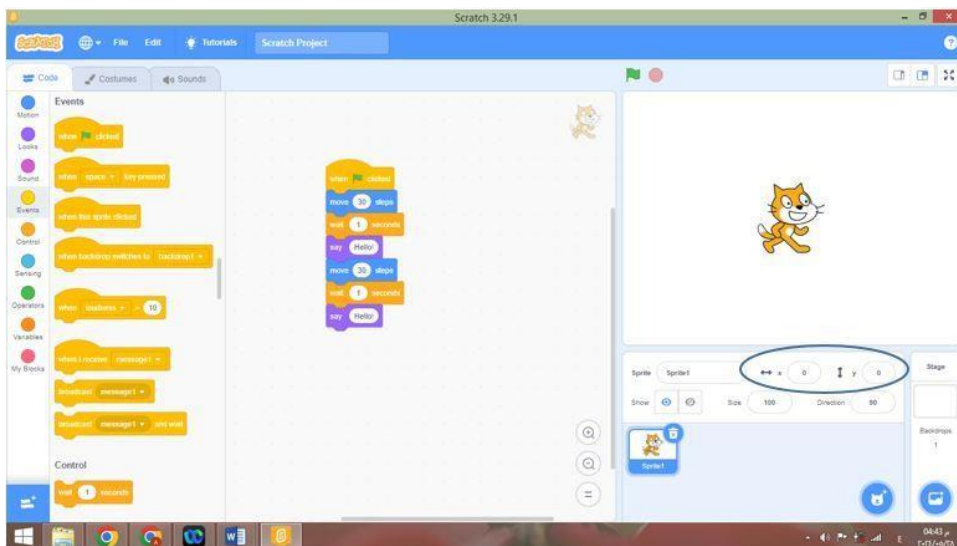 Scratch 3.29.1
SCRATCH File Edit Tutorials Scratch Project
Code Costumes Sounds
Motion
Looks
Sound
Events
Control
Sensing
Operators
Variables
My Blocks
Events
when clicked
when space key pressed
when this sprite clicked
when backdrop switches to backdrop1
when loudness > 10
when I receive message1
broadcast message1
broadcast message1 and wait
Control
wait 1 seconds
when clicked
move 30 steps
wait 1 seconds
say Hello!
move 30 steps
wait 1 seconds
say Hello!
Sprite Sprite1 x 0 y 0
Show Size 100 Direction 90
Sprite1
Stage
Backdrops
1
04:43 م